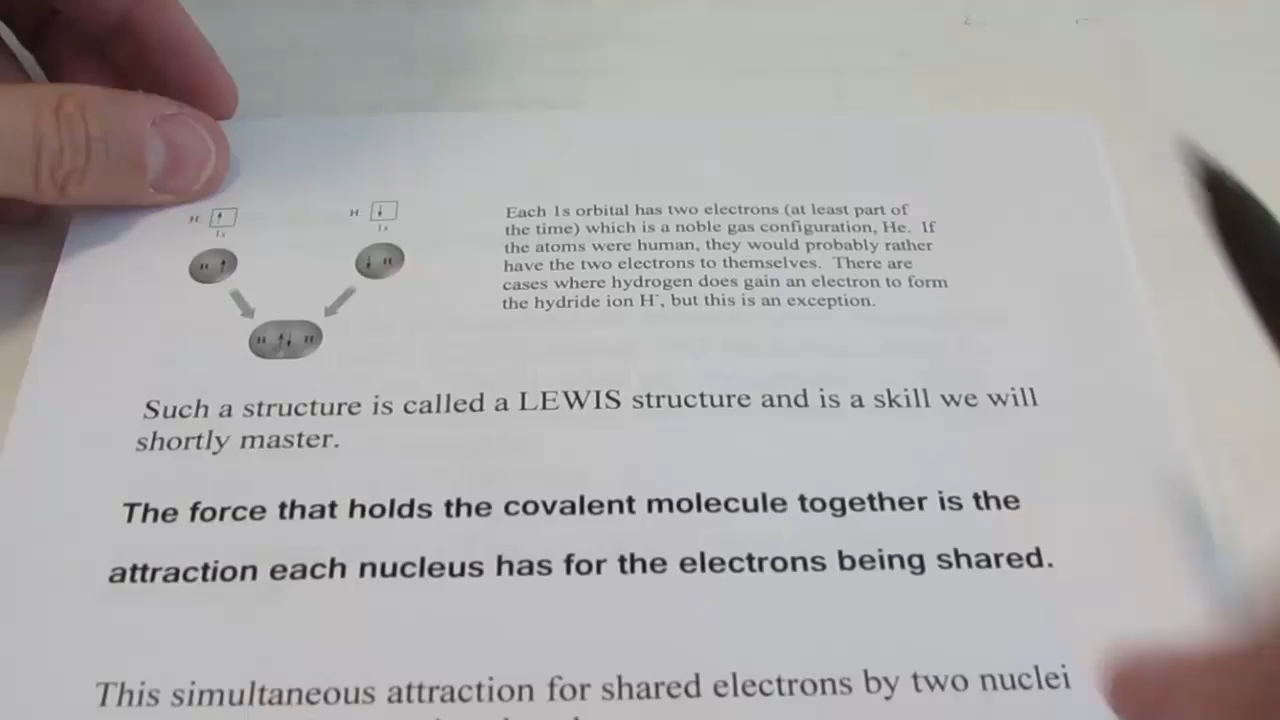 H: ↑ H: ↓
1s 1s
H ↑ ↓ H
H ↑↓ H
Each 1s orbital has two electrons (at least part of
the time) which is a noble gas configuration, He. If
the atoms were human, they would probably rather
have the two electrons to themselves. There are
cases where hydrogen does gain an electron to form
the hydride ion H⁻, but this is an exception.
Such a structure is called a LEWIS structure and is a skill we will
shortly master.
The force that holds the covalent molecule together is the
attraction each nucleus has for the electrons being shared.
This simultaneous attraction for shared electrons by two nuclei